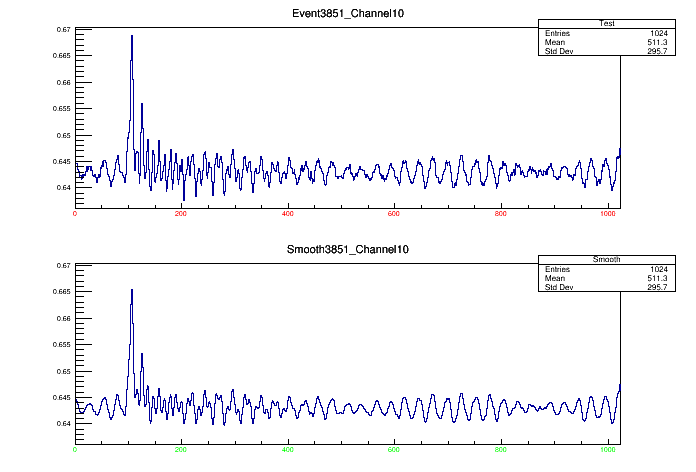 Event3851_Channel10
Test
Entries 1024
Mean 511.3
Std Dev 295.7
0.67
0.665
0.66
0.655
0.65
0.645
0.64
0 200 400 600 800 1000
Smooth3851_Channel10
Smooth
Entries 1024
Mean 511.3
Std Dev 295.7
0.67
0.665
0.66
0.655
0.65
0.645
0.64
0 200 400 600 800 1000